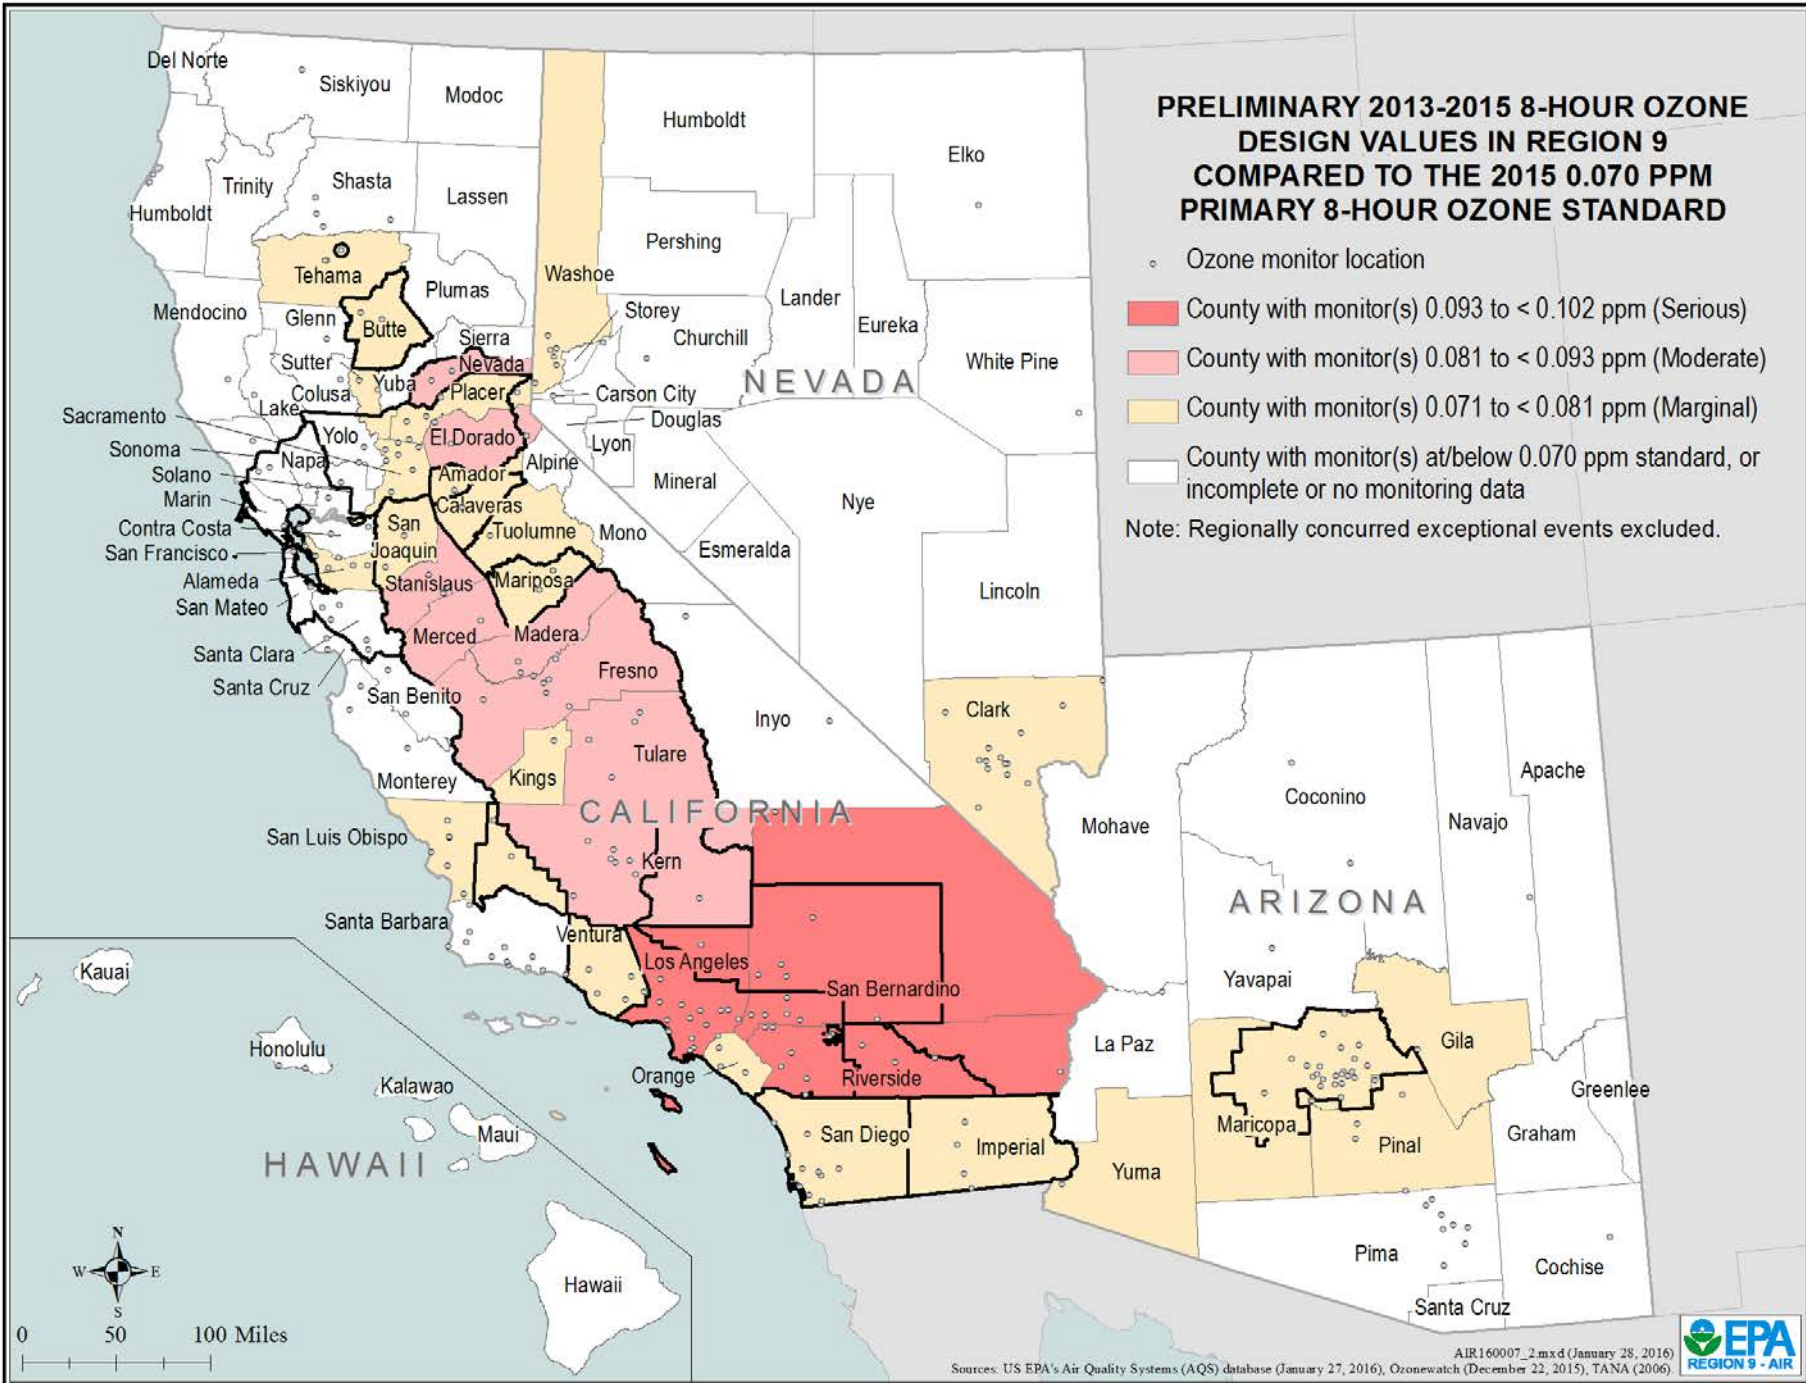 PRELIMINARY 2013-2015 8-HOUR OZONE
DESIGN VALUES IN REGION 9
COMPARED TO THE 2015 0.070 PPM
PRIMARY 8-HOUR OZONE STANDARD
Ozone monitor location
County with monitor(s) 0.093 to < 0.102 ppm (Serious)
County with monitor(s) 0.081 to < 0.093 ppm (Moderate)
County with monitor(s) 0.071 to < 0.081 ppm (Marginal)
County with monitor(s) at/below 0.070 ppm standard, or
incomplete or no monitoring data
Note: Regionally concurred exceptional events excluded.
Del Norte
Siskiyou
Modoc
Humboldt
Trinity
Shasta
Lassen
Tehama
Plumas
Mendocino
Glenn
Butte
Sierra
Sutter
Nevada
Colusa
Yuba
Placer
Lake
Sacramento
Yolo
El Dorado
Sonoma
Napa
Alpine
Solano
Amador
Marin
Calaveras
Contra Costa
San
Joaquin
Tuolumne
Mono
San Francisco
Alameda
Stanislaus
Mariposa
San Mateo
Merced
Madera
Santa Clara
Santa Cruz
San Benito
Fresno
Inyo
Monterey
Kings
Tulare
CALIFORNIA
San Luis Obispo
Kern
Santa Barbara
Ventura
Los Angeles
San Bernardino
Orange
Riverside
San Diego
Imperial
Humboldt
Elko
Pershing
Washoe
Storey
Churchill
Lander
Eureka
White Pine
NEVADA
Carson City
Douglas
Lyon
Mineral
Nye
Esmeralda
Lincoln
Clark
Mohave
Coconino
Navajo
Apache
ARIZONA
Yavapai
La Paz
Gila
Maricopa
Pinal
Greenlee
Graham
Yuma
Pima
Cochise
Santa Cruz
Kauai
Honolulu
Kalawao
Maui
HAWAII
Hawaii
N
W E
S
0 50 100 Miles
AIR160007_2.mxd (January 28, 2016)
Sources: US EPA's Air Quality Systems (AQS) database (January 27, 2016), Ozonewatch (December 22, 2015), TANA (2006).
EPA
REGION 9 - AIR